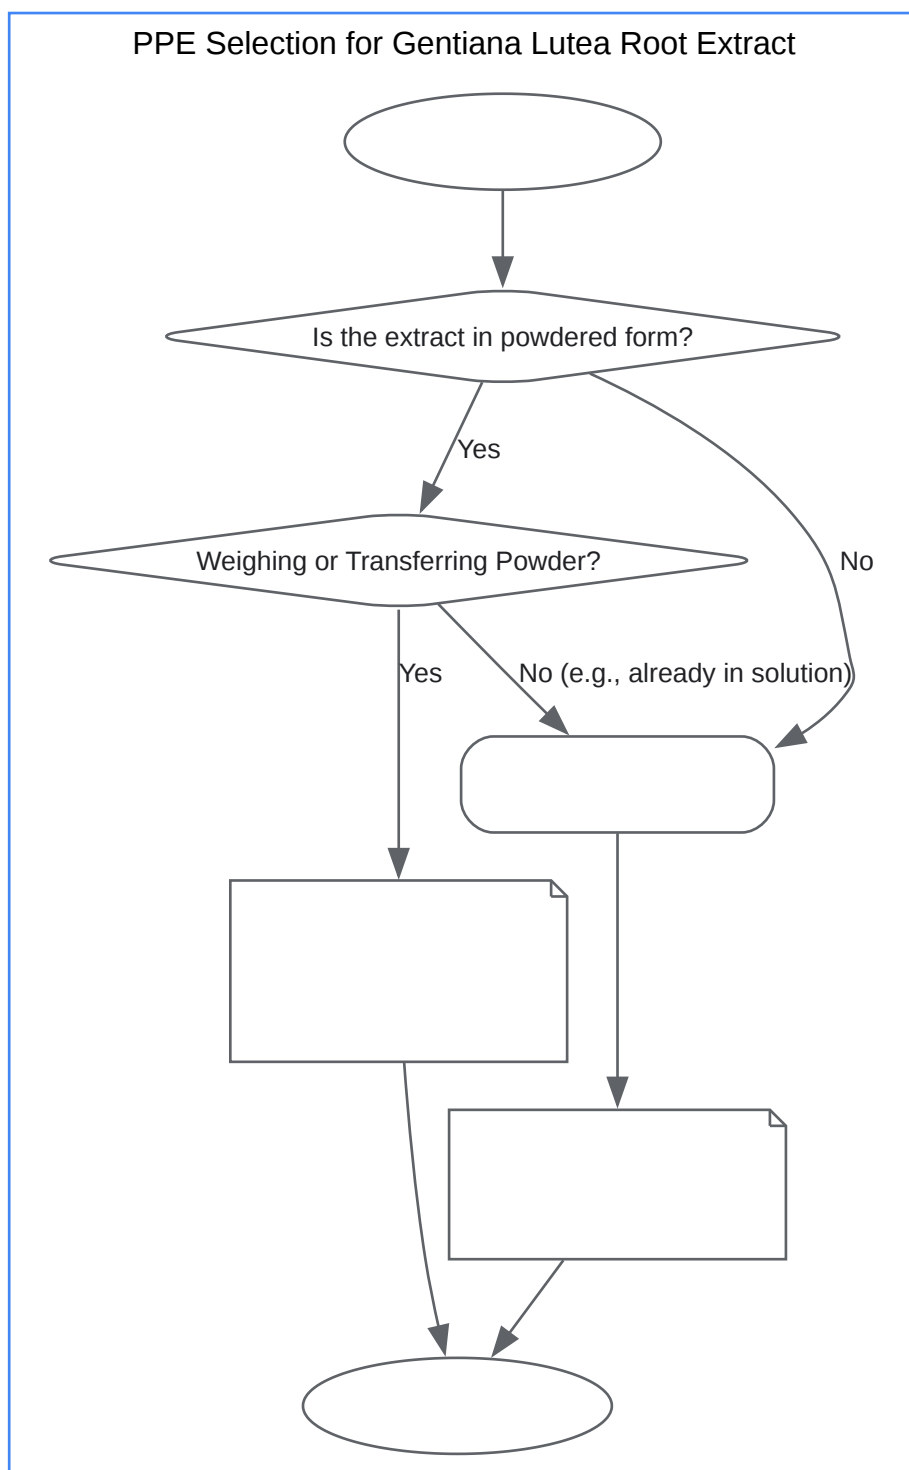 PPE Selection for Gentiana Lutea Root Extract
Is the extract in powdered form?
Yes
Weighing or Transferring Powder?
No
Yes
No (e.g., already in solution)